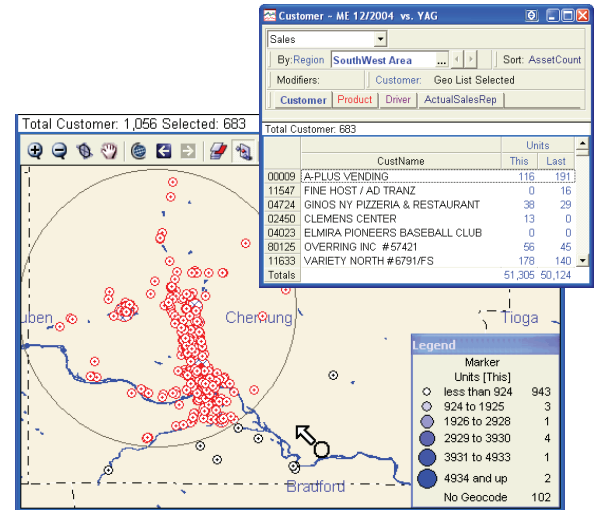 Customer - ME 12/2004 vs. YAG
Sales
By: Region SouthWest Area ... Sort: AssetCount
Modifiers: Customer: Geo List Selected
Customer Product Driver ActualSalesRep
Total Customer: 683
Units
CustName This Last
00009 A-PLUS VENDING 116 191
11547 FINE HOST / AD TRANZ 0 16
04724 GINOS NY PIZZERIA & RESTAURANT 38 29
02450 CLEMENS CENTER 13 0
04023 ELMIRA PIONEERS BASEBALL CLUB 0 0
80125 OVERRING INC #57421 56 45
11633 VARIETY NORTH #6791/FS 178 140
Totals 51,305 50,124
Total Customer: 1,056 Selected: 683
uben
Chemung
Tioga
Bradford
Legend
Marker
Units [This]
less than 924 943
924 to 1925 3
1926 to 2928 1
2929 to 3930 4
3931 to 4933 1
4934 and up 2
No Geocode 102